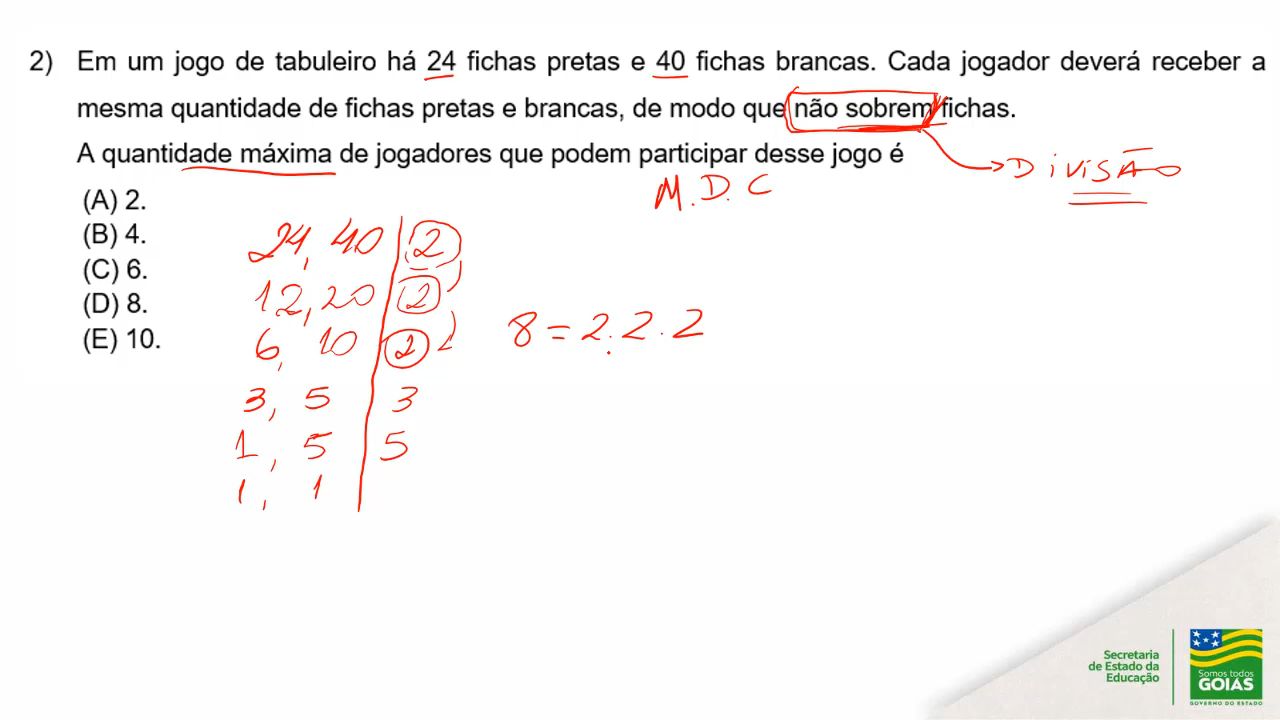 2) Em um jogo de tabuleiro há 24 fichas pretas e 40 fichas brancas. Cada jogador deverá receber a
mesma quantidade de fichas pretas e brancas, de modo que não sobrem fichas.
A quantidade máxima de jogadores que podem participar desse jogo é
DIVISÃO
M.D.C
(A) 2.
(B) 4.
(C) 6.
(D) 8.
(E) 10.
24, 40 | 2
12, 20 | 2
6, 10 | 2
8 = 2.2.2
3, 5 | 3
1, 5 | 5
1, 1 |
Secretaria
de Estado da
Educação
Somos todos
GOIÁS
GOVERNO DO ESTADO